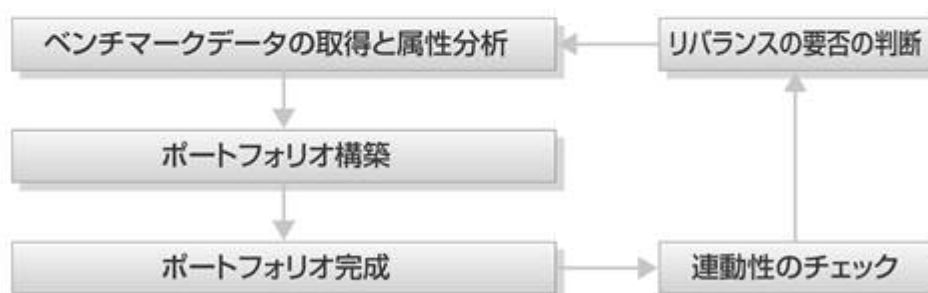 ベンチマークデータの取得と属性分析
リバランスの要否の判断
ポートフォリオ構築
ポートフォリオ完成
連動性のチェック